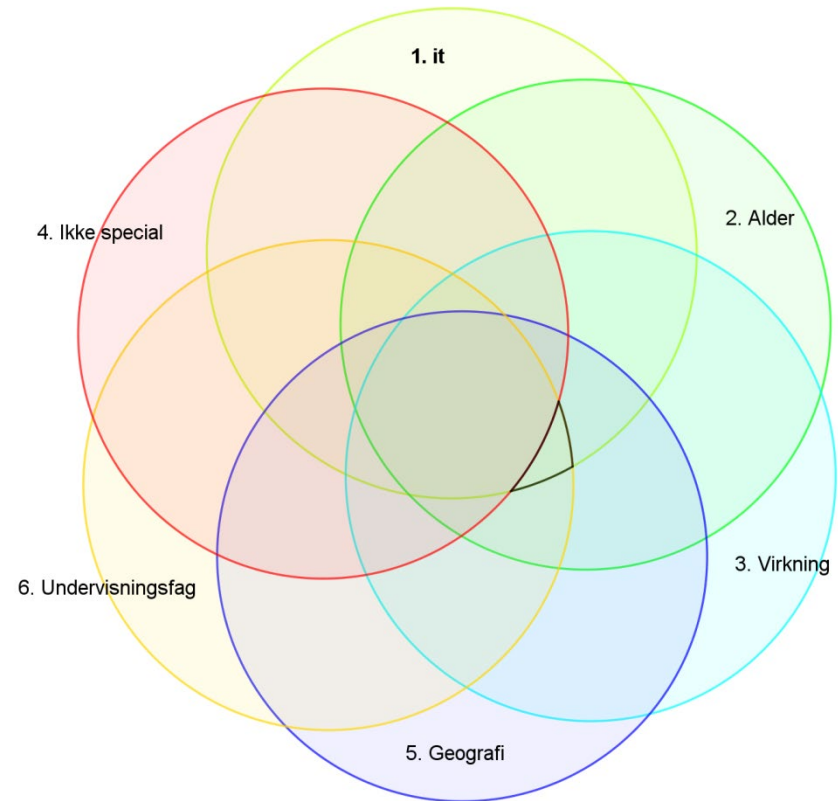 1. it
2. Alder
4. Ikke special
3. Virkning
6. Undervisningsfag
5. Geografi